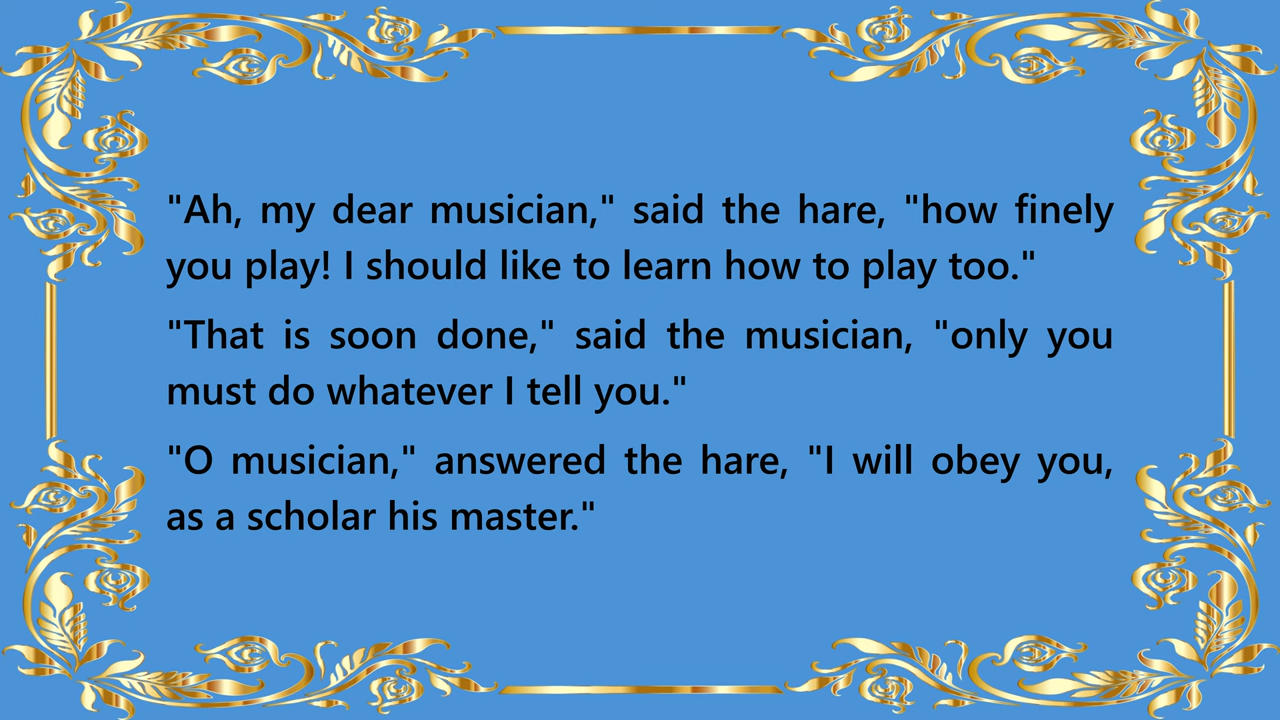 "Ah, my dear musician," said the hare, "how finely
you play! I should like to learn how to play too."
"That is soon done," said the musician, "only you
must do whatever I tell you."
"O musician," answered the hare, "I will obey you,
as a scholar his master."